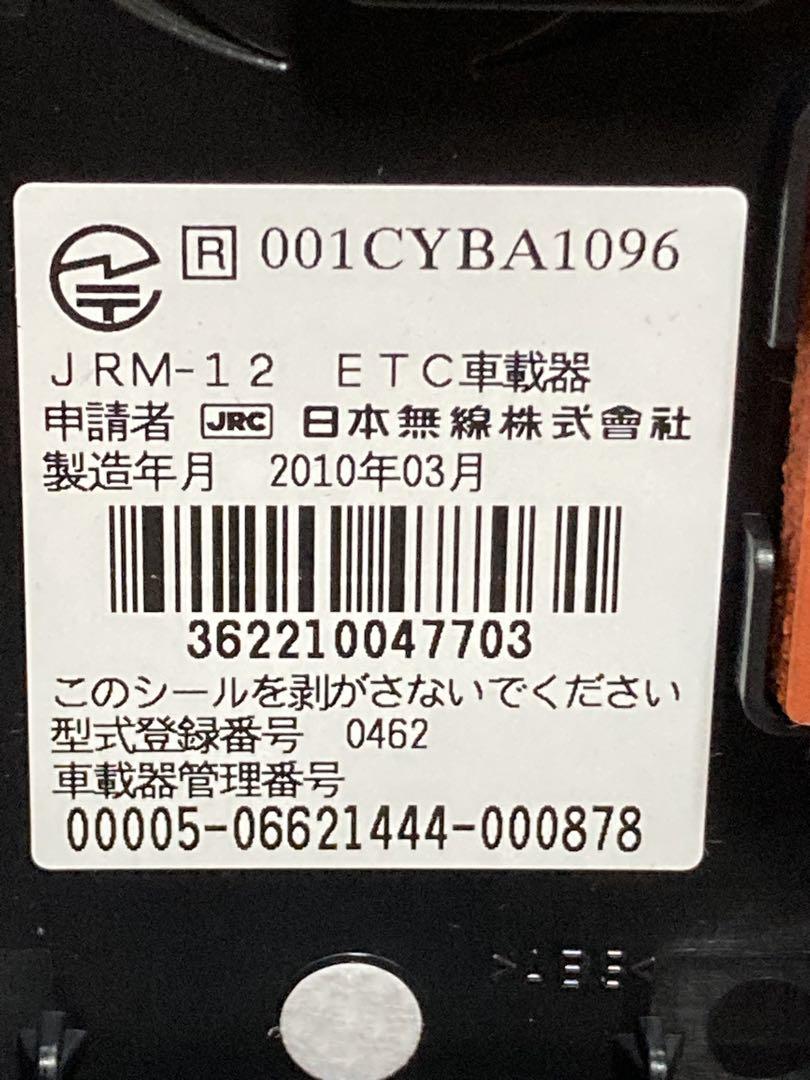 R 001CYBA1096
JRM-12 ETC車載器
申請者 JRC 日本無線株式會社
製造年月 2010年03月
362210047703
このシールを剥がさないでください
型式登録番号 0462
車載器管理番号
00005-06621444-000878